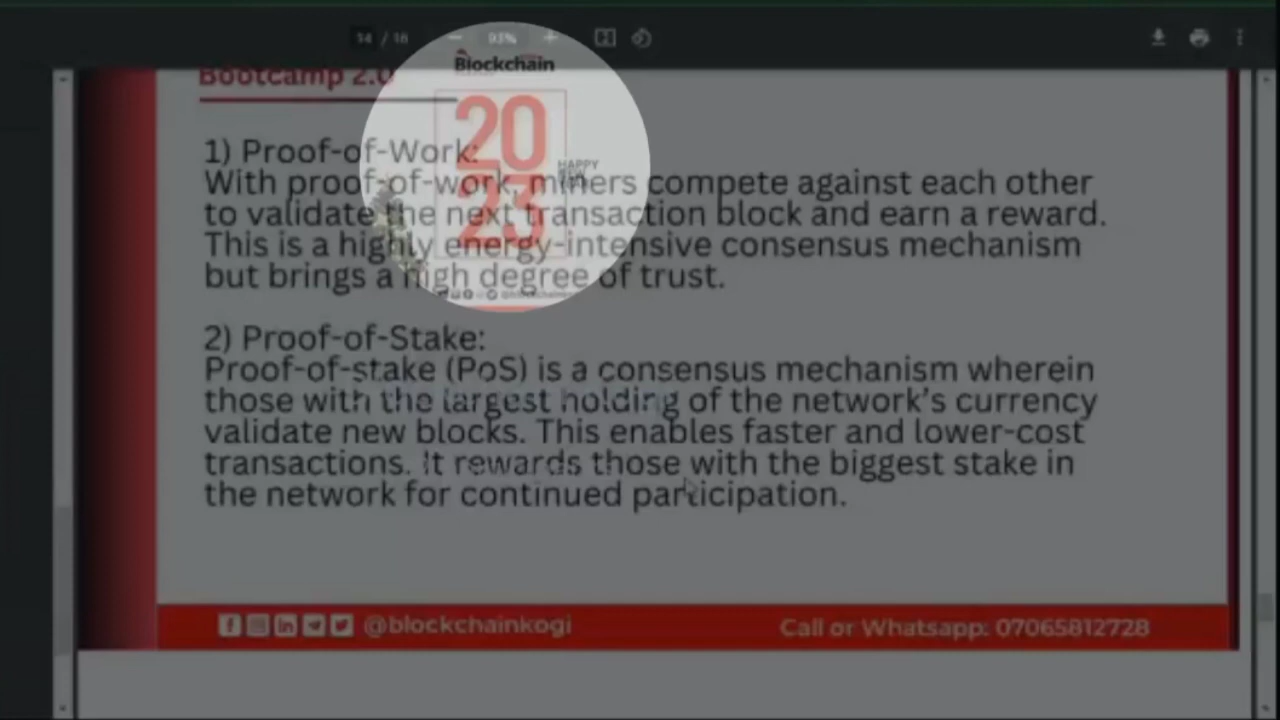 14 / 16
93%
Blockchain
Bootcamp 2.0
20
23
HAPPY
1) Proof-of-Work:
With proof-of-work, miners compete against each other
to validate the next transaction block and earn a reward.
This is a highly energy-intensive consensus mechanism
but brings a high degree of trust.
2) Proof-of-Stake:
Proof-of-stake (PoS) is a consensus mechanism wherein
those with the largest holding of the network's currency
validate new blocks. This enables faster and lower-cost
transactions. It rewards those with the biggest stake in
the network for continued participation.
@blockchainkogi
Call or Whatsapp: 07065812728